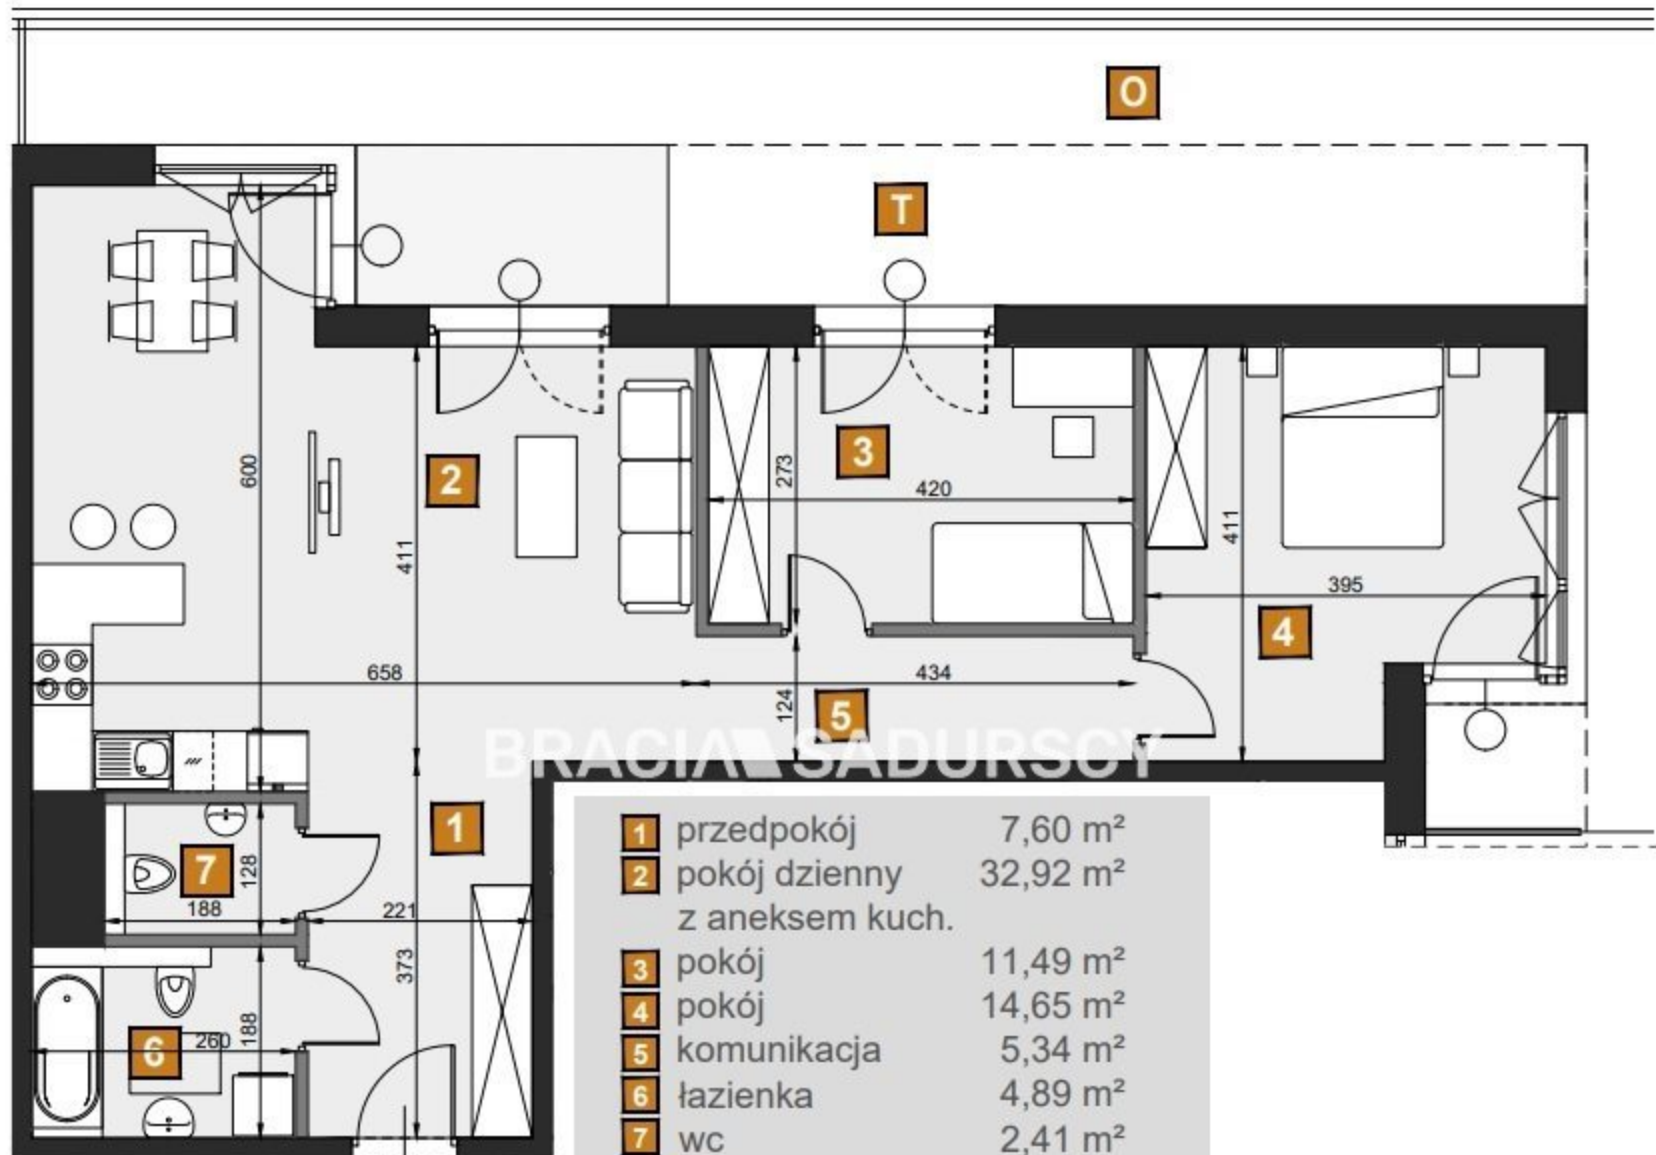 O
T
2
3
600
273
420
411
411
395
4
658
434
124
5
BRACIA SADURSCY
1
7
128
188
221
373
6
260
188
1 przedpokój 7,60 m²
2 pokój dzienny 32,92 m²
z aneksem kuch.
3 pokój 11,49 m²
4 pokój 14,65 m²
5 komunikacja 5,34 m²
6 łazienka 4,89 m²
7 wc 2,41 m²